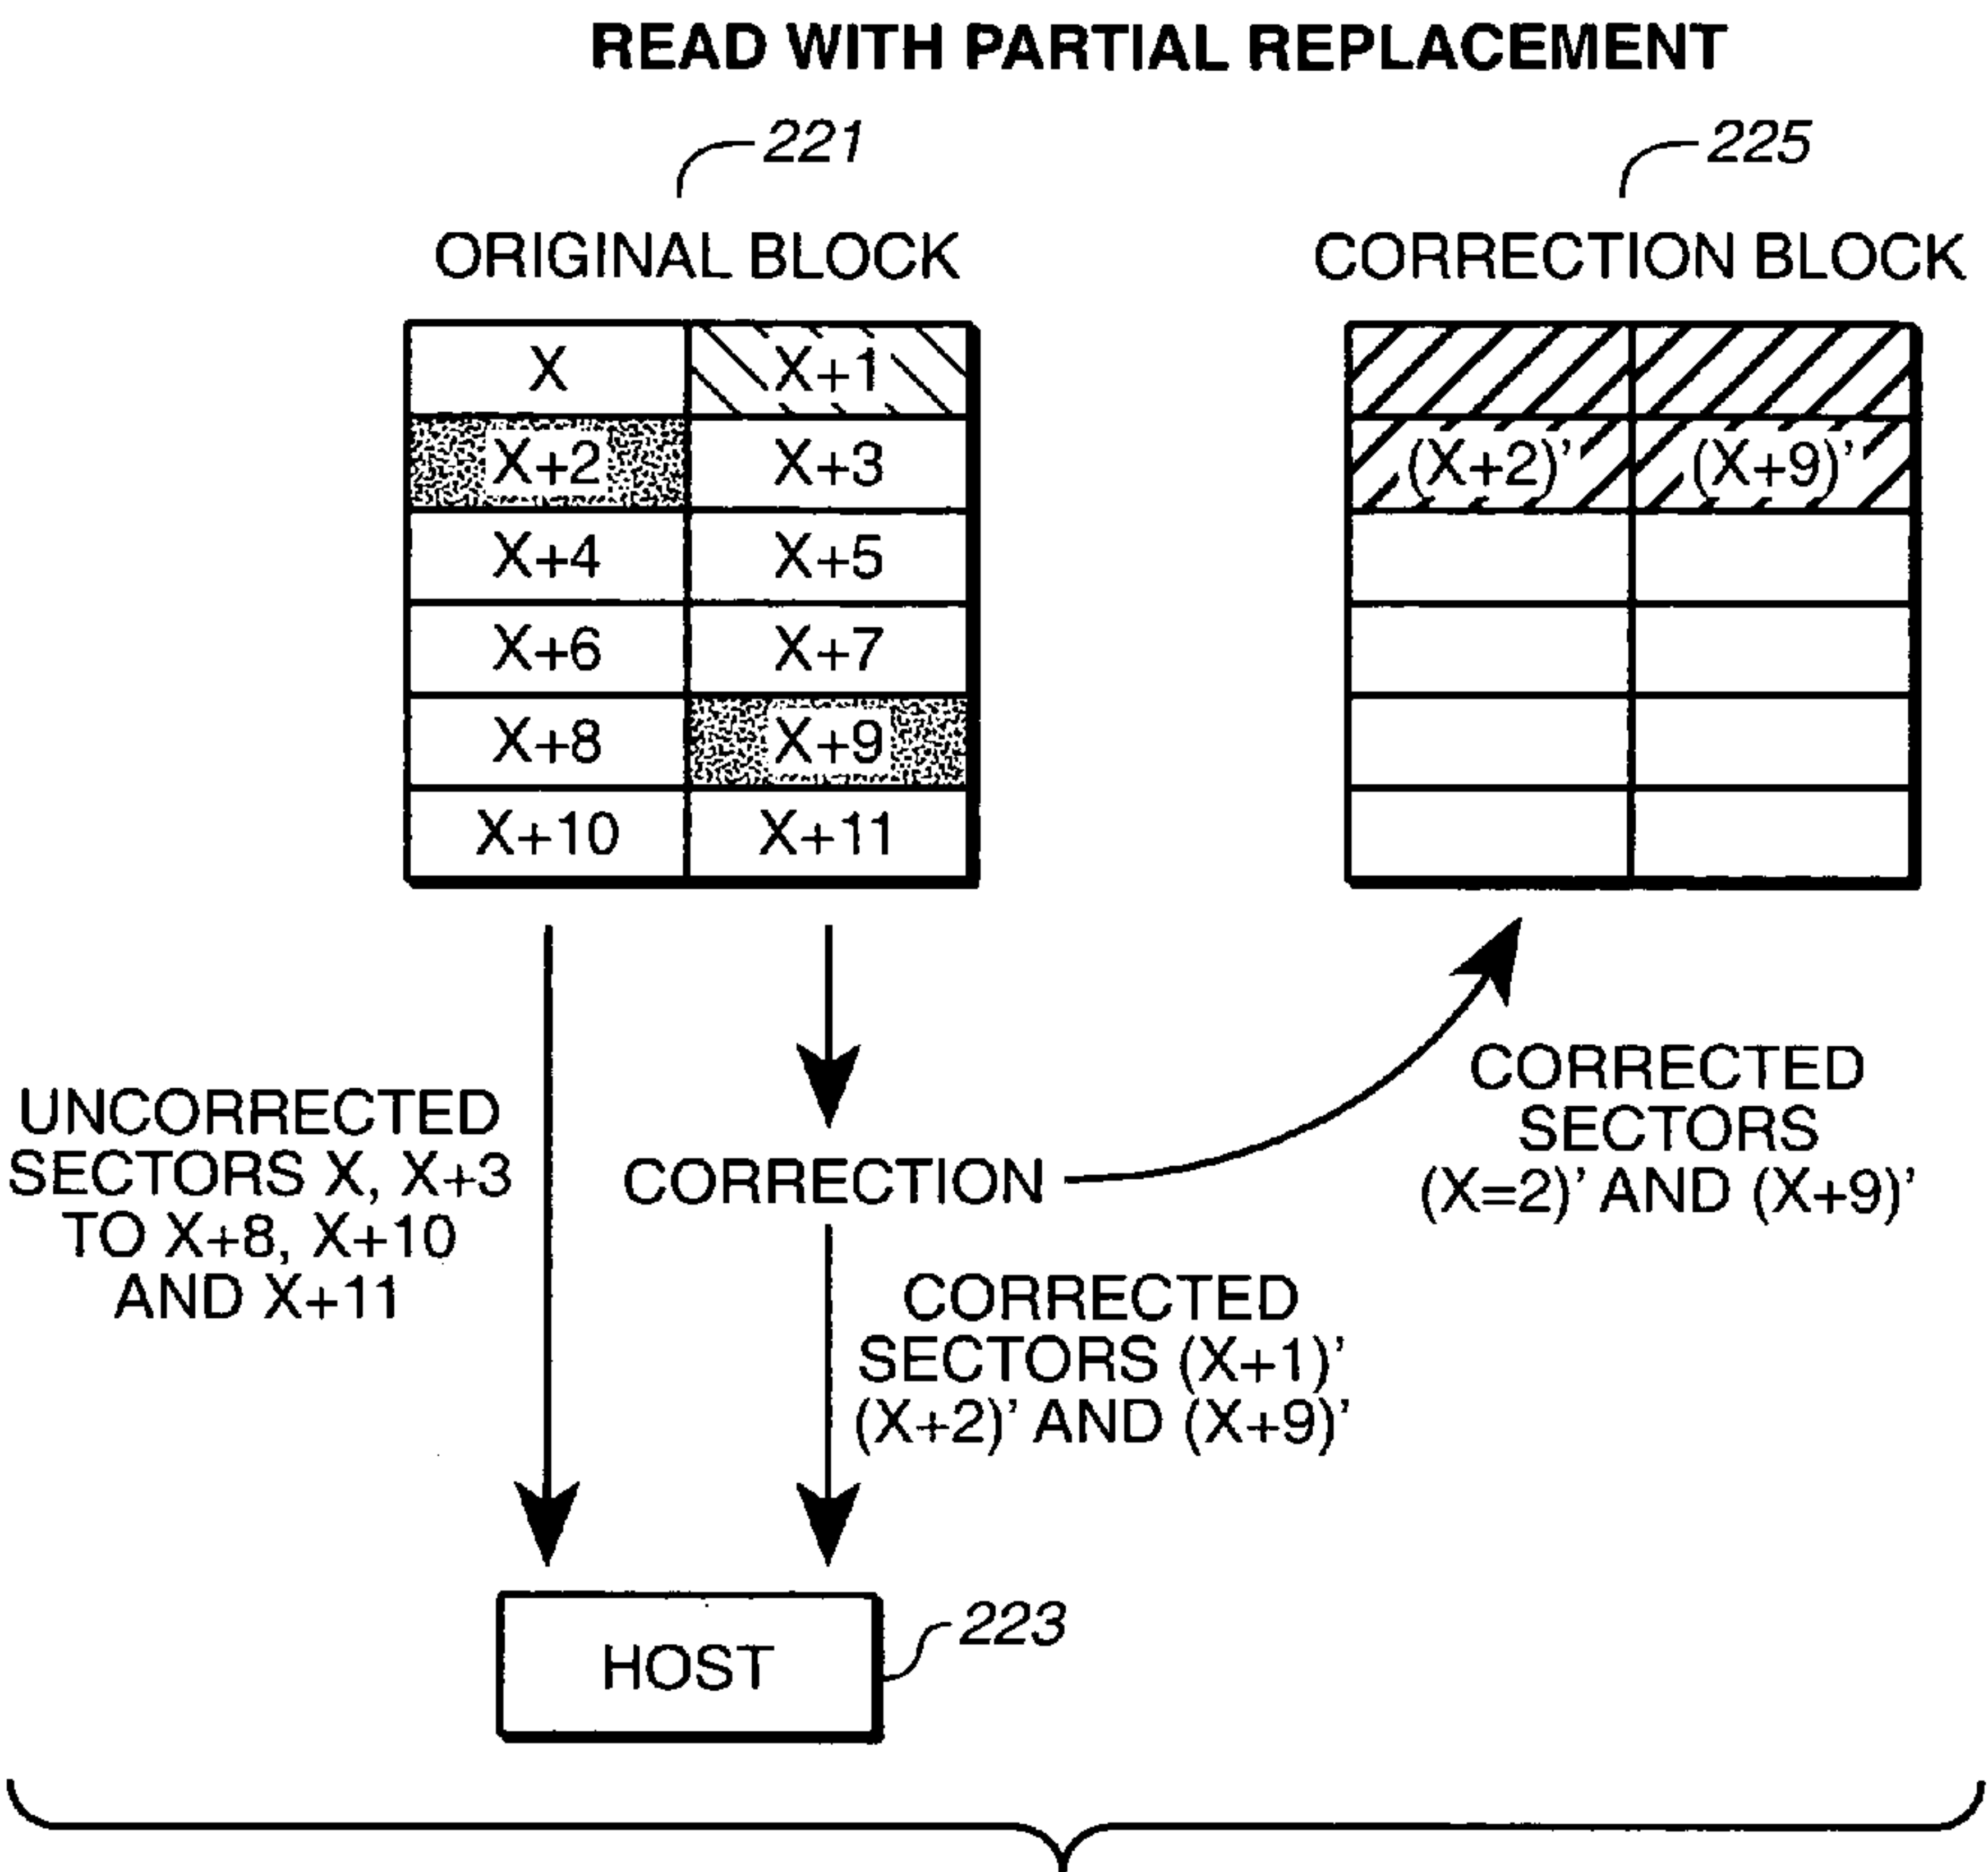 READ WITH PARTIAL REPLACEMENT
221
225
ORIGINAL BLOCK
CORRECTION BLOCK
X
X+1
X+2
X+3
X+4
X+5
X+6
X+7
X+8
X+9
X+10
X+11
(X+2)'
(X+9)'
UNCORRECTED
SECTORS X, X+3
TO X+8, X+10
AND X+11
CORRECTION
CORRECTED
SECTORS
(X=2)' AND (X+9)'
CORRECTED
SECTORS (X+1)'
(X+2)' AND (X+9)'
HOST
223